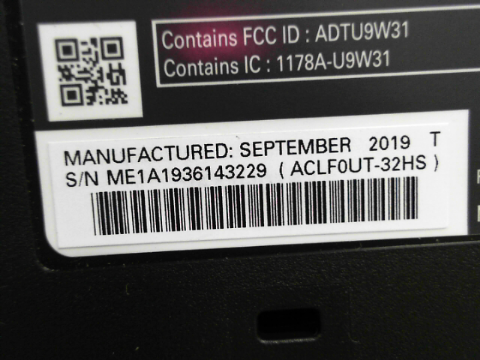 Contains FCC ID : ADTU9W31
Contains IC : 1178A-U9W31
MANUFACTURED: SEPTEMBER 2019 T
S/N ME1A1936143229 ( ACLF0UT-32HS )